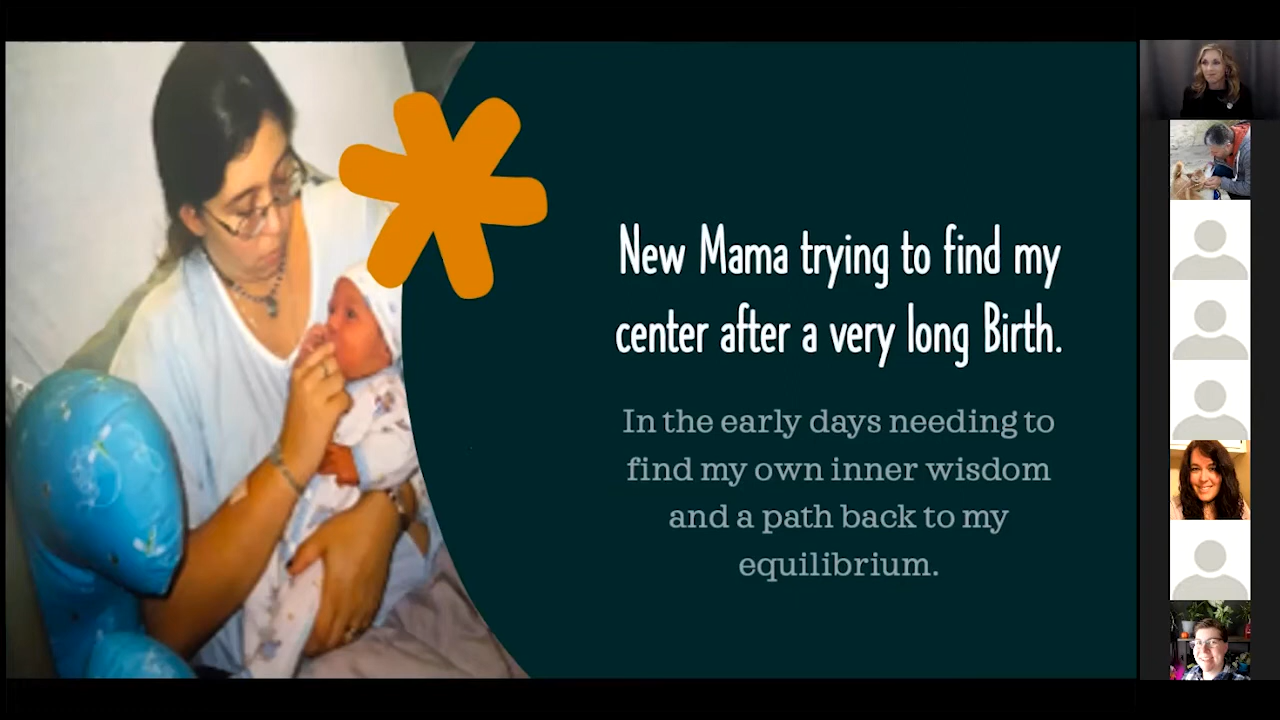 New Mama trying to find my
center after a very long Birth.
In the early days needing to
find my own inner wisdom
and a path back to my
equilibrium.